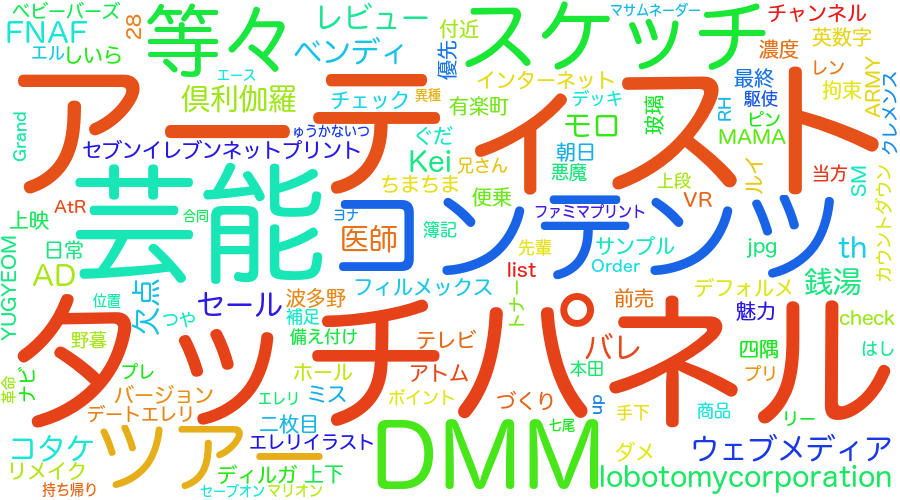 ベビーバーズ
28
等々
レビュー
スケッチ
マサムネーダー
チャンネル
FNAF
エル
しいら
エース
ベンディ
付近
優先
濃度
英数字
アーティスト
倶利伽羅
チェック
異種
インターネット
デッキ
最終
レン
拘束
ARMY
Grand
ゅうかないつ
有楽町
玻璃
RH
駆使
セブンイレブンネットプリント
ぐだ
モロ
MAMA
ピン
クレメンス
Kei
兄さん
朝日
悪魔
芸能
ちまちま
便乗
上段
ルイ
当方
SM
カウントダウン
AtR
合同
ヨナ
コンテンツ
ファミマプリント
VR
上映
日常
医師
簿記
先輩
サンプル
jpg
th
YUGYEOM
AD
list
Order
銭湯
位置
欠点
セール
波多野
フィルメックス
トナー
前売
デフォルメ
魅力
check
つや
補足
野暮
備え付け
タッチパネル
テレビ
バレ
四隅
はし
革命
ナビ
プレ
ホール
アトム
本田
プリ
バージョン
エレリ
ミス
ポイント
づくり
up
手下
商品
リー
デートエレリ
二枚目
七尾
コタケ
ツアー
エレリイラスト
DMM
ダメ
ウェブメディア
リメイク
ディルガ
上下
lobotomycorporation
持ち帰り
セーブオン
マリオン